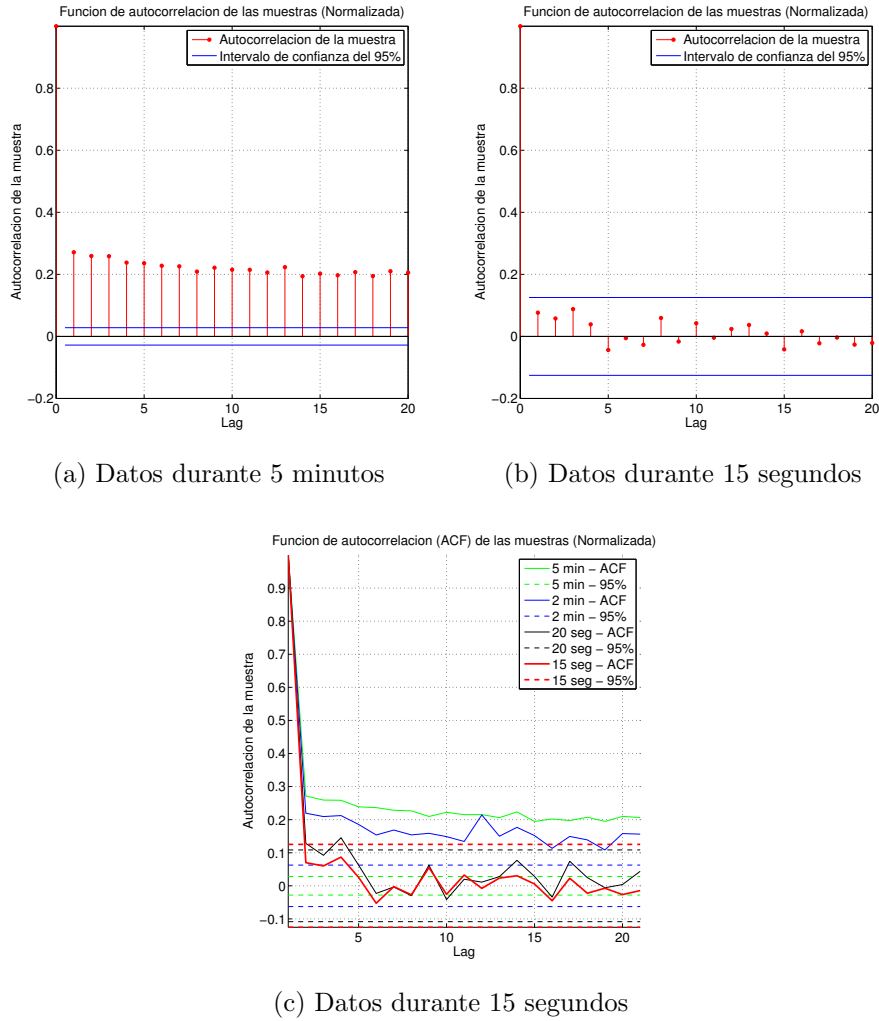 Funcion de autocorrelacion de las muestras (Normalizada)
Autocorrelacion de la muestra
Intervalo de confianza del 95%
Autocorrelacion de la muestra
0.8
0.6
0.4
0.2
0
−0.2
0 5 10 15 20
Lag
(a) Datos durante 5 minutos
Funcion de autocorrelacion de las muestras (Normalizada)
Autocorrelacion de la muestra
Intervalo de confianza del 95%
Autocorrelacion de la muestra
0.8
0.6
0.4
0.2
0
−0.2
0 5 10 15 20
Lag
(b) Datos durante 15 segundos
Funcion de autocorrelacion (ACF) de las muestras (Normalizada)
5 min − ACF
5 min − 95%
2 min − ACF
2 min − 95%
20 seg − ACF
20 seg − 95%
15 seg − ACF
15 seg − 95%
Autocorrelacion de la muestra
0.9
0.8
0.7
0.6
0.5
0.4
0.3
0.2
0.1
0
−0.1
5 10 15 20
Lag
(c) Datos durante 15 segundos